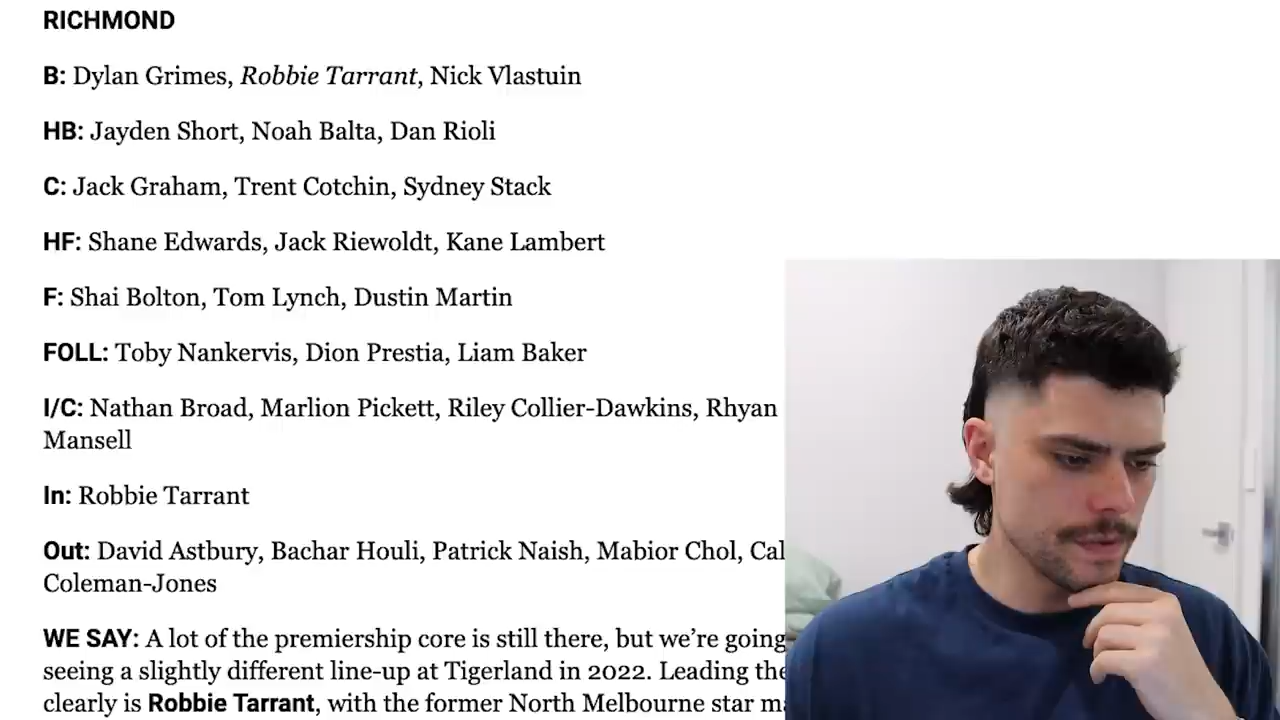 RICHMOND
B: Dylan Grimes, Robbie Tarrant, Nick Vlastuin
HB: Jayden Short, Noah Balta, Dan Rioli
C: Jack Graham, Trent Cotchin, Sydney Stack
HF: Shane Edwards, Jack Riewoldt, Kane Lambert
F: Shai Bolton, Tom Lynch, Dustin Martin
FOLL: Toby Nankervis, Dion Prestia, Liam Baker
I/C: Nathan Broad, Marlion Pickett, Riley Collier-Dawkins, Rhyan
Mansell
In: Robbie Tarrant
Out: David Astbury, Bachar Houli, Patrick Naish, Mabior Chol, Cal
Coleman-Jones
WE SAY: A lot of the premiership core is still there, but we're going
seeing a slightly different line-up at Tigerland in 2022. Leading the
clearly is Robbie Tarrant, with the former North Melbourne star